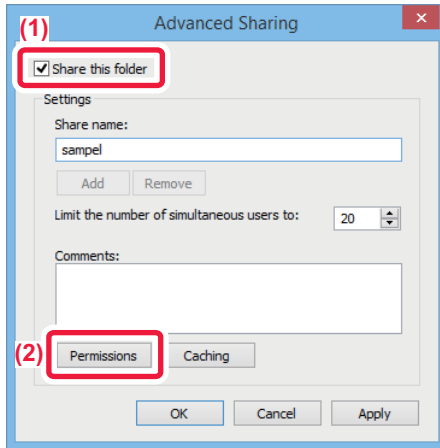 (1)
Advanced Sharing
Share this folder
Settings
Share name:
sampel
Add Remove
Limit the number of simultaneous users to: 20
Comments:
(2) Permissions Caching
OK Cancel Apply